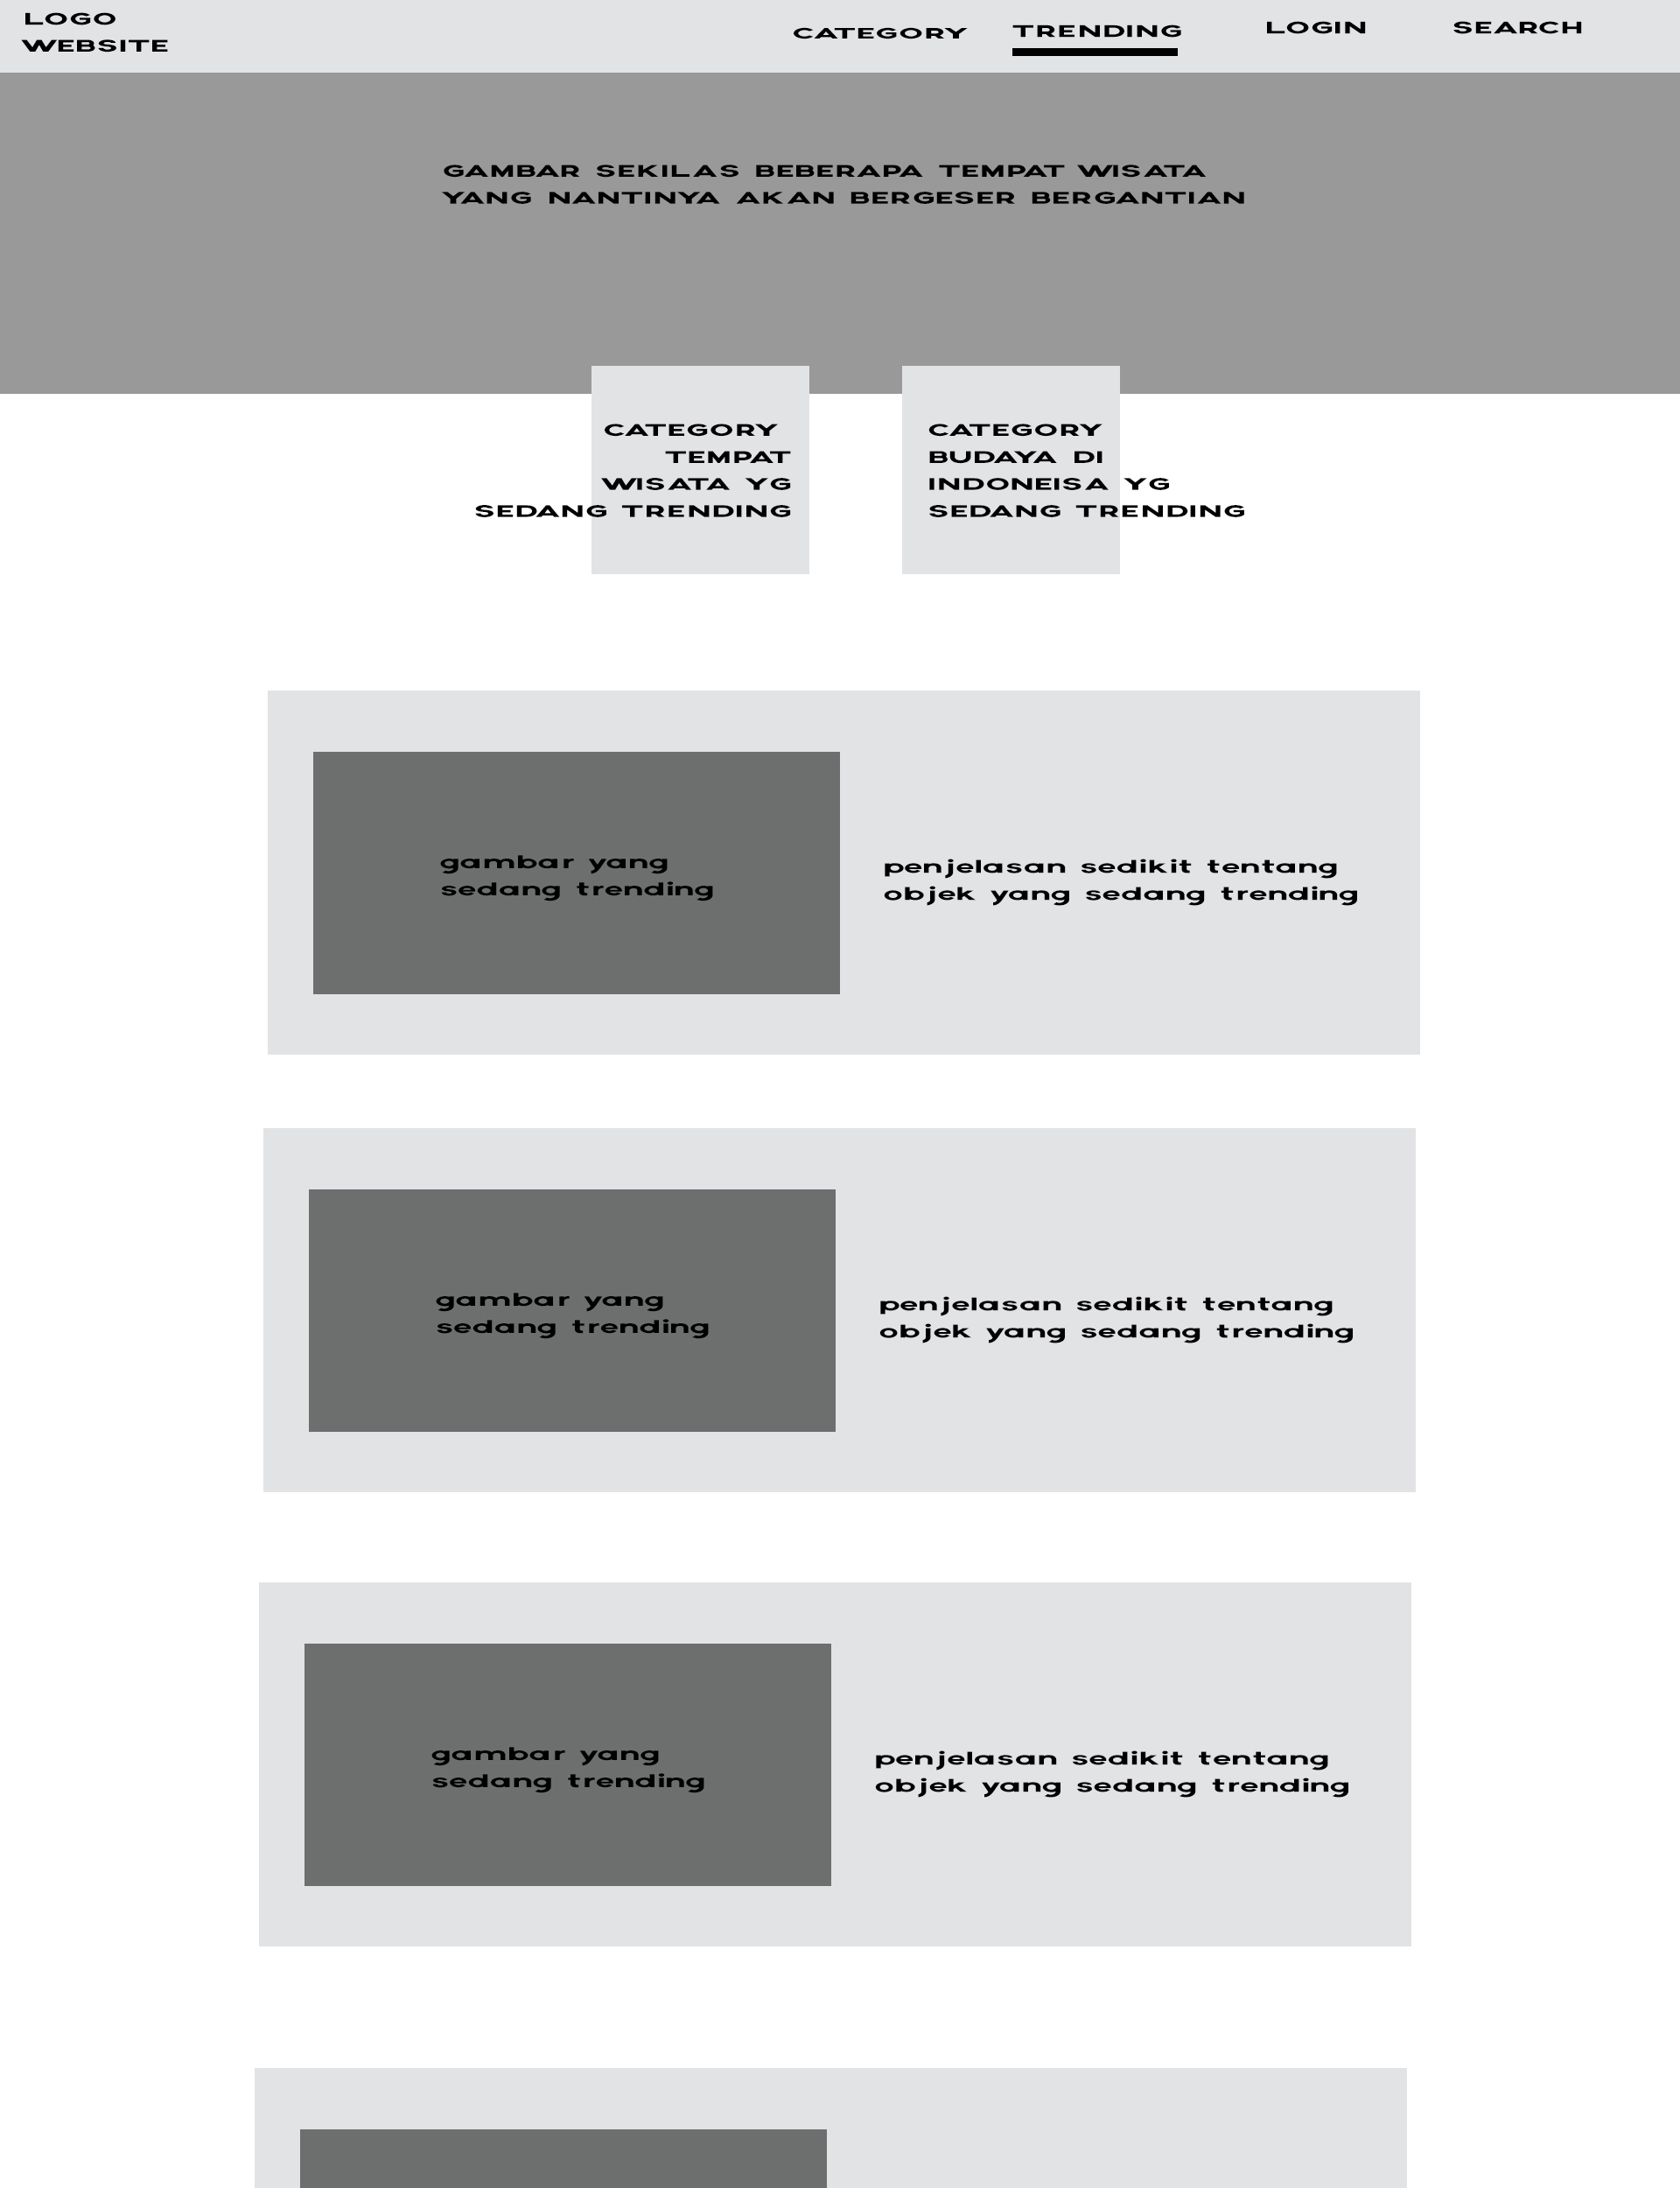 LOGO
WEBSITE
CATEGORY
TRENDING
LOGIN
SEARCH
GAMBAR SEKILAS BEBERAPA TEMPAT WISATA
YANG NANTINYA AKAN BERGESER BERGANTIAN
CATEGORY
TEMPAT
WISATA YG
SEDANG TRENDING
CATEGORY
BUDAYA DI
INDONEISA YG
SEDANG TRENDING
gambar yang
sedang trending
penjelasan sedikit tentang
objek yang sedang trending
gambar yang
sedang trending
penjelasan sedikit tentang
objek yang sedang trending
gambar yang
sedang trending
penjelasan sedikit tentang
objek yang sedang trending